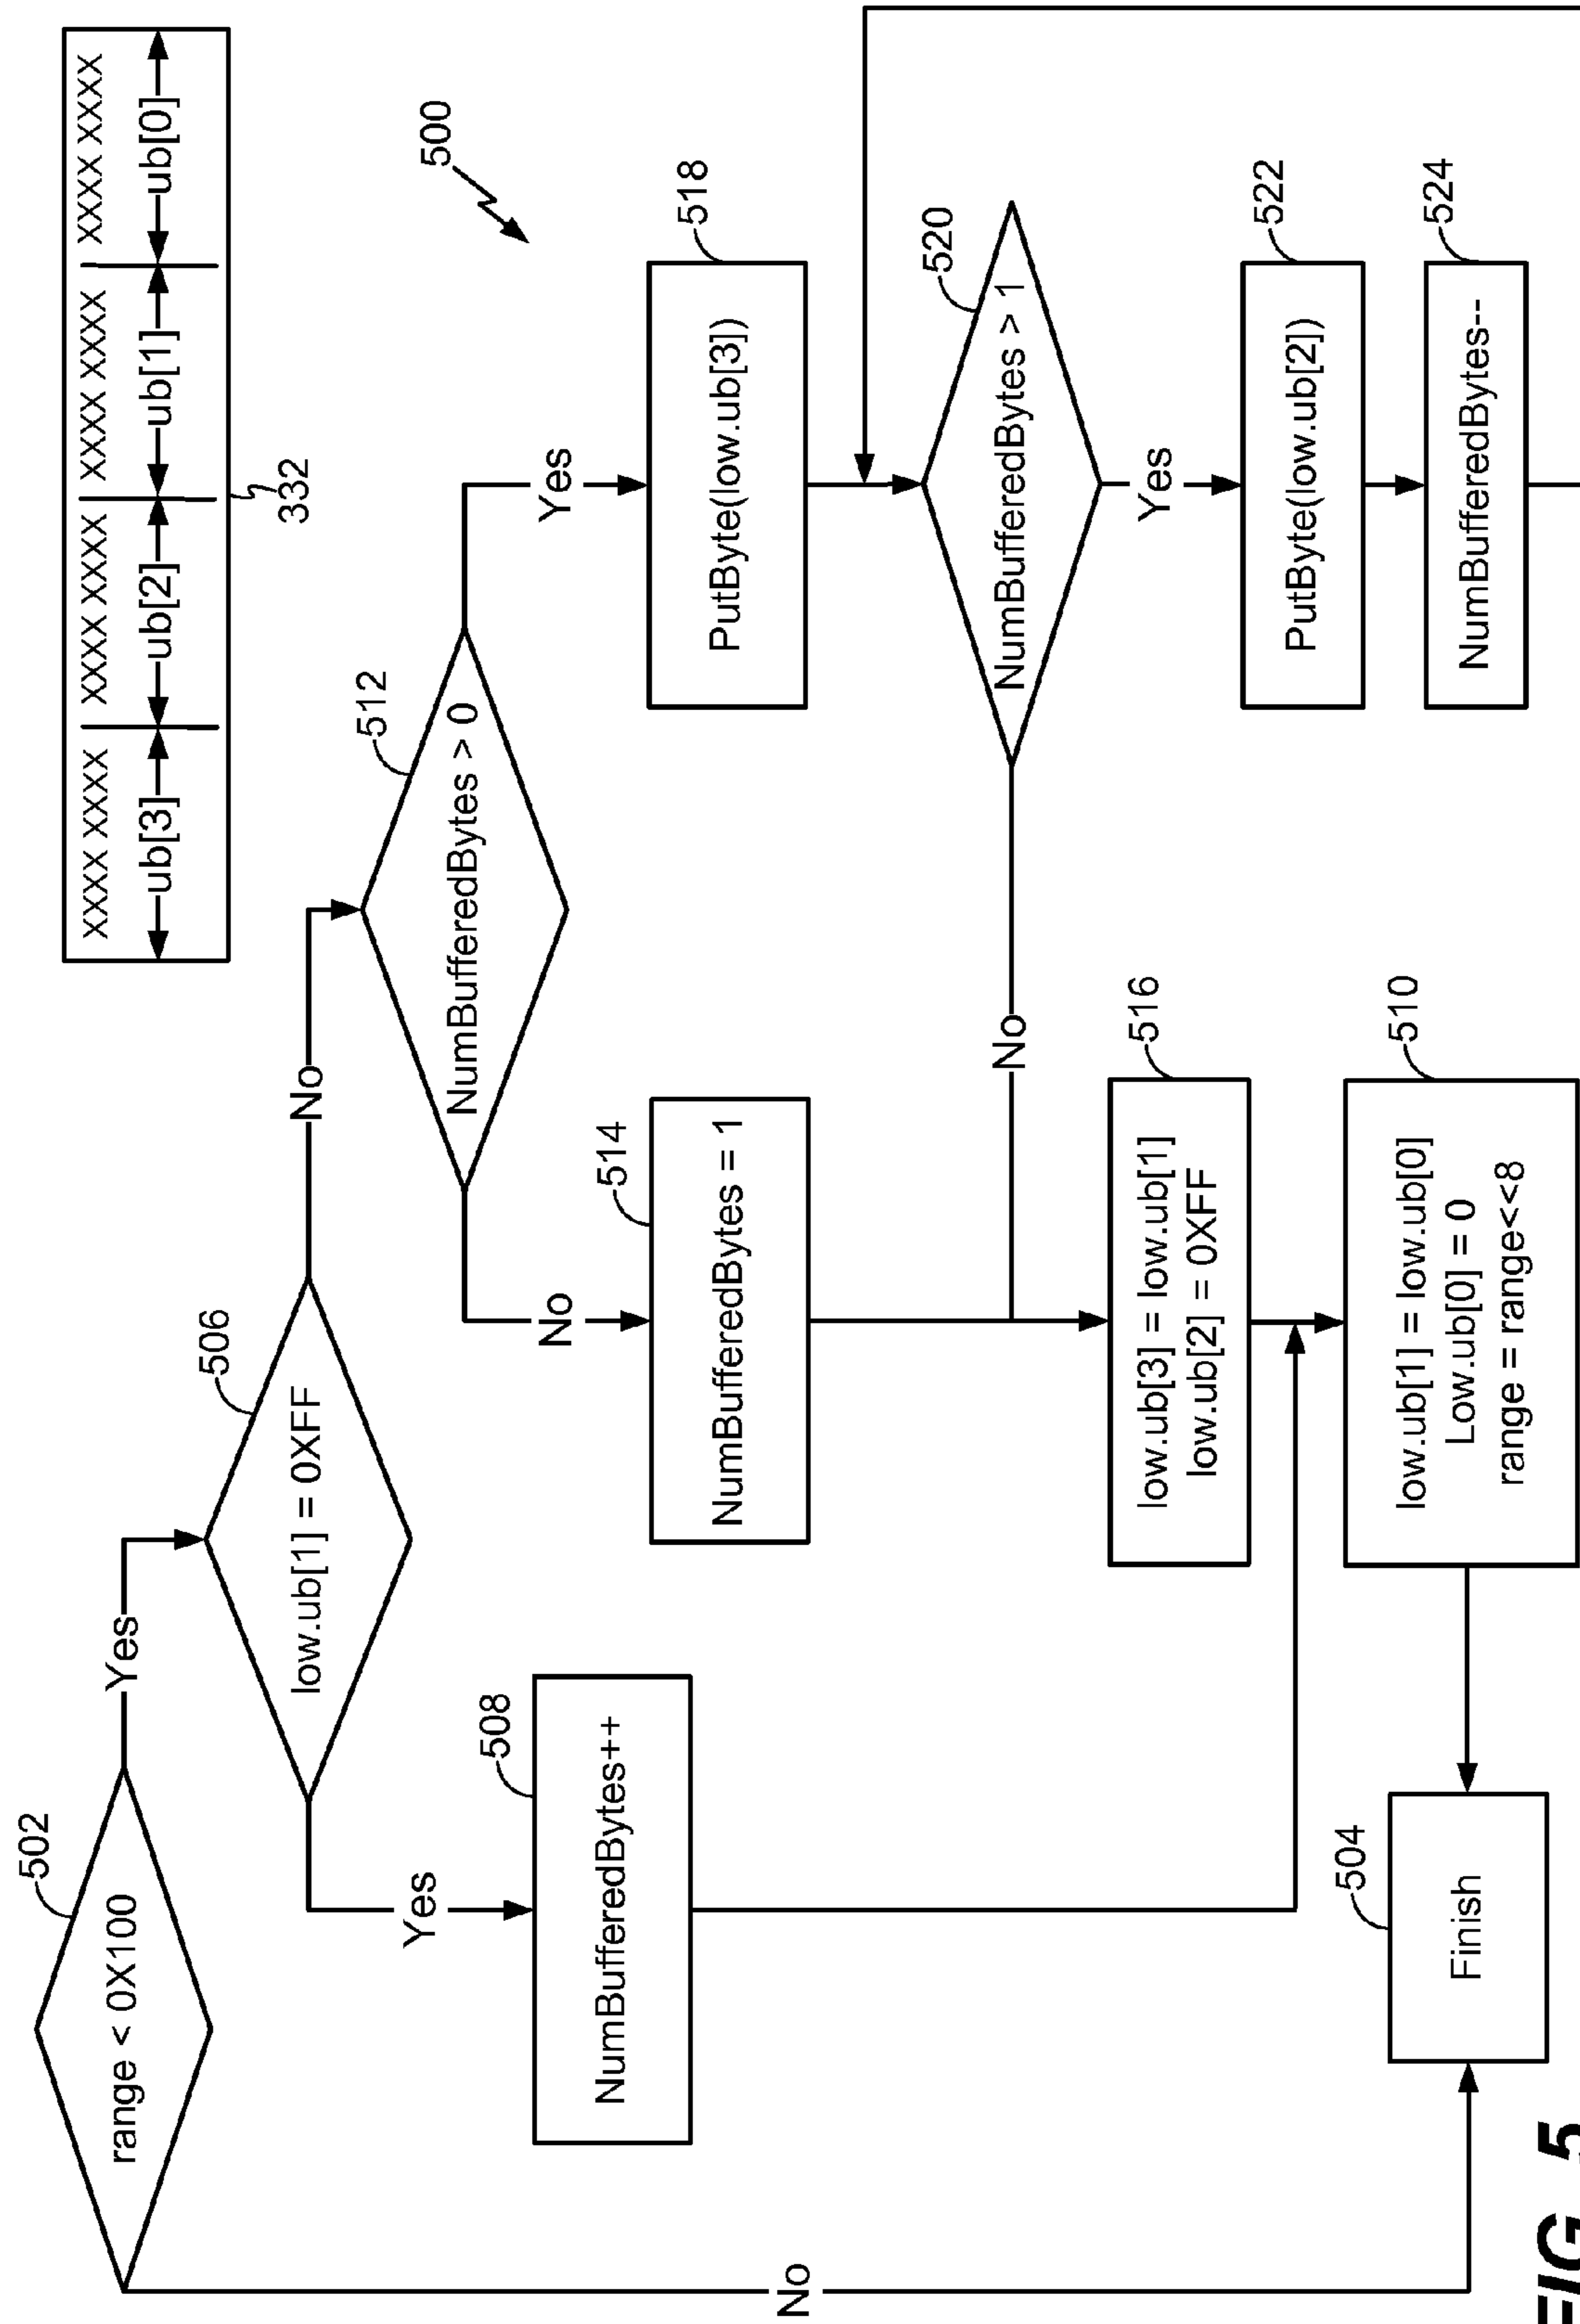 XXXX XXXX XXXX XXXX XXXX XXXX XXXX XXXX
ub[3] ub[2] ub[1] ub[0]
332
500
502
range < 0X100
Yes
No
506
low.ub[1] = 0XFF
No
Yes
508
NumBufferedBytes++
512
NumBufferedBytes > 0
Yes
No
514
NumBufferedBytes = 1
518
PutByte(low.ub[3])
520
NumBufferedBytes > 1
No
Yes
516
low.ub[3] = low.ub[1]
low.ub[2] = 0XFF
522
PutByte(low.ub[2])
524
NumBufferedBytes--
510
low.ub[1] = low.ub[0]
Low.ub[0] = 0
range = range<<8
504
Finish
FIG. 5